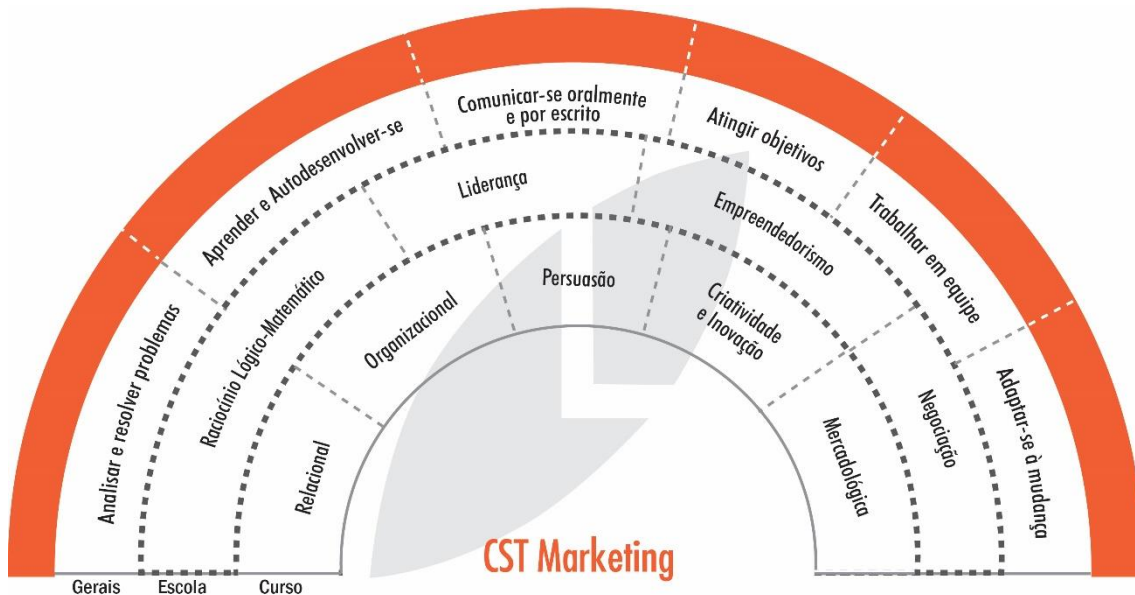 Analisar e resolver problemas
Aprender e Autodesenvolver-se
Comunicar-se oralmente
e por escrito
Atingir objetivos
Trabalhar em equipe
Adaptar-se à mudança
Raciocínio Lógico-Matemático
Liderança
Empreendedorismo
Negociação
Relacional
Organizacional
Persuasão
Criatividade
e Inovação
Mercadológica
CST Marketing
Gerais
Escola
Curso